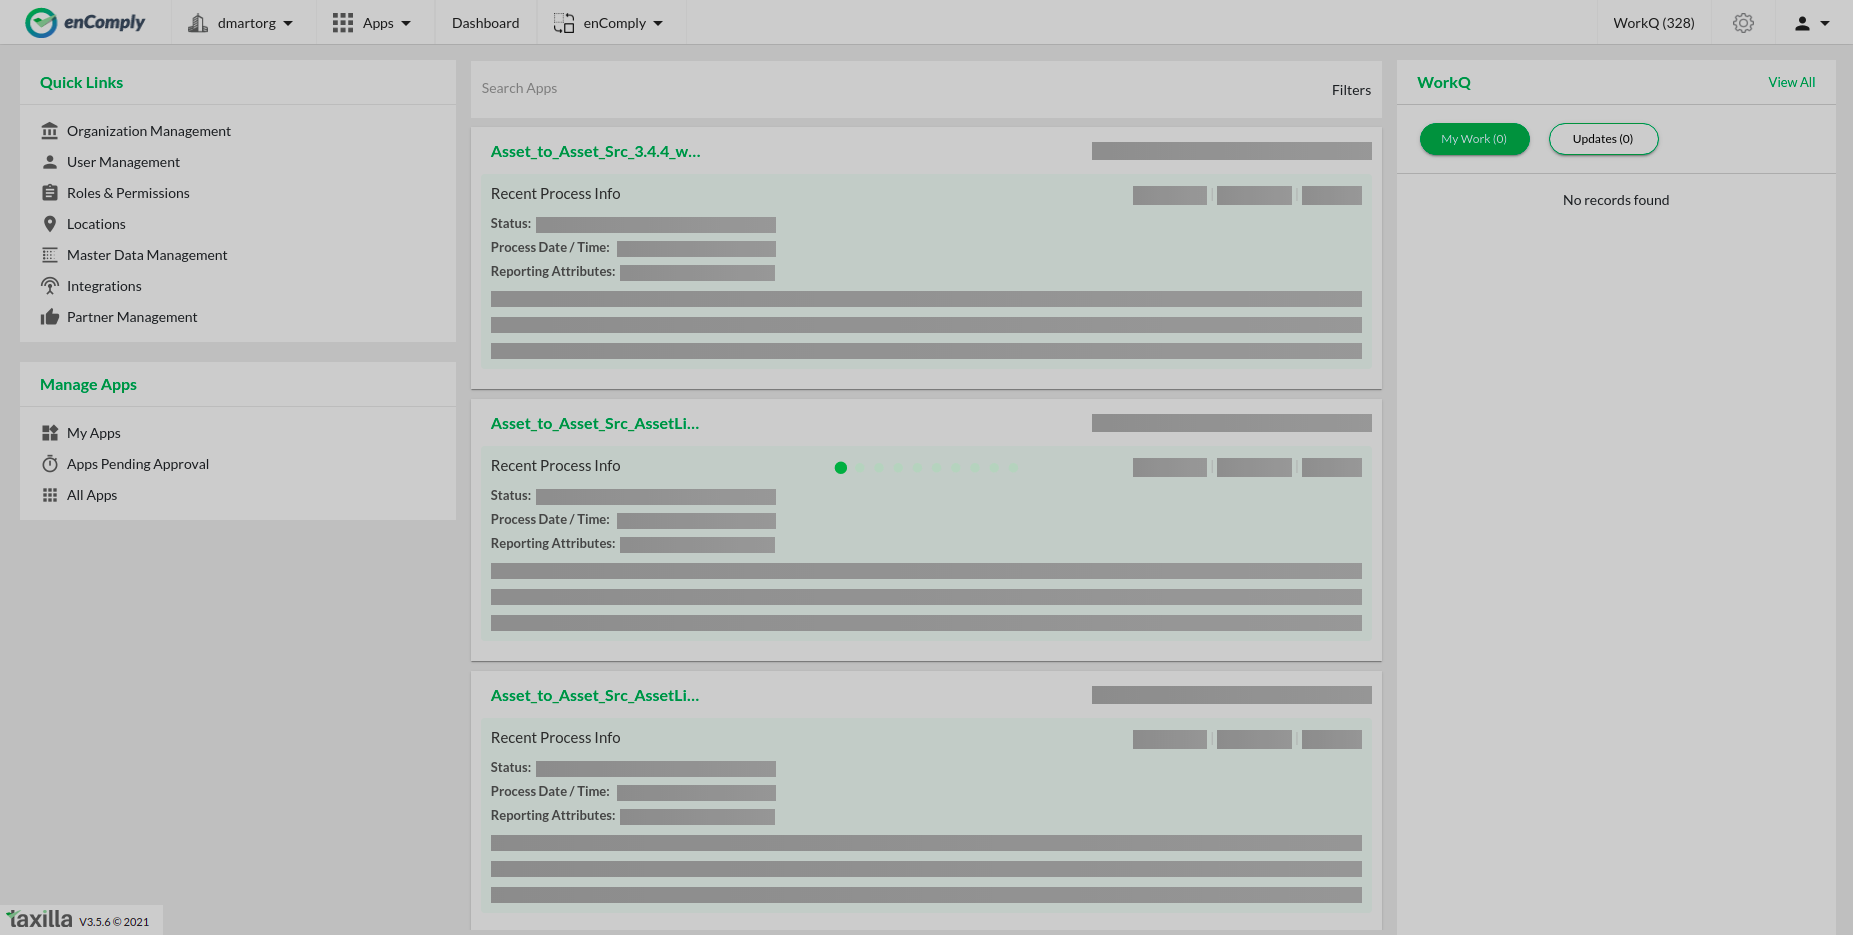 enComply
dmartorg
Apps
Dashboard
enComply
WorkQ (328)
Quick Links
Organization Management
User Management
Roles & Permissions
Locations
Master Data Management
Integrations
Partner Management
Manage Apps
My Apps
Apps Pending Approval
All Apps
Search Apps
Filters
Asset_to_Asset_Src_3.4.4_w...
Recent Process Info
Status:
Process Date / Time:
Reporting Attributes:
Asset_to_Asset_Src_AssetLi...
Recent Process Info
Status:
Process Date / Time:
Reporting Attributes:
Asset_to_Asset_Src_AssetLi...
Recent Process Info
Status:
Process Date / Time:
Reporting Attributes:
WorkQ
View All
My Work (0)
Updates (0)
No records found
taxilla V3.5.6 © 2021